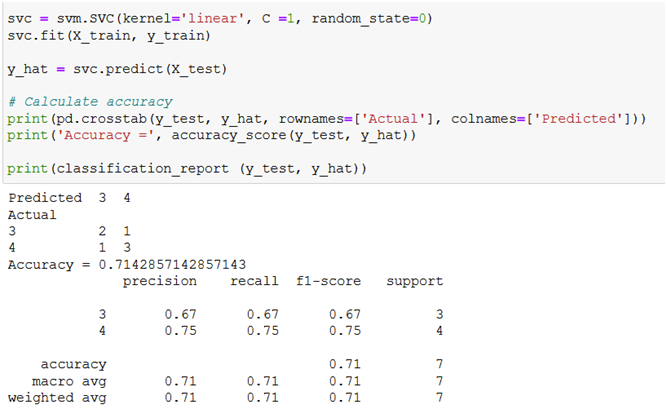 svc = svm.SVC(kernel='linear', C =1, random_state=0)
svc.fit(X_train, y_train)
y_hat = svc.predict(X_test)
# Calculate accuracy
print(pd.crosstab(y_test, y_hat, rownames=['Actual'], colnames=['Predicted']))
print('Accuracy =', accuracy_score(y_test, y_hat))
print(classification_report (y_test, y_hat))
Predicted 3 4
Actual
3 2 1
4 1 3
Accuracy = 0.7142857142857143
precision recall f1-score support
3 0.67 0.67 0.67 3
4 0.75 0.75 0.75 4
accuracy 0.71 7
macro avg 0.71 0.71 0.71 7
weighted avg 0.71 0.71 0.71 7